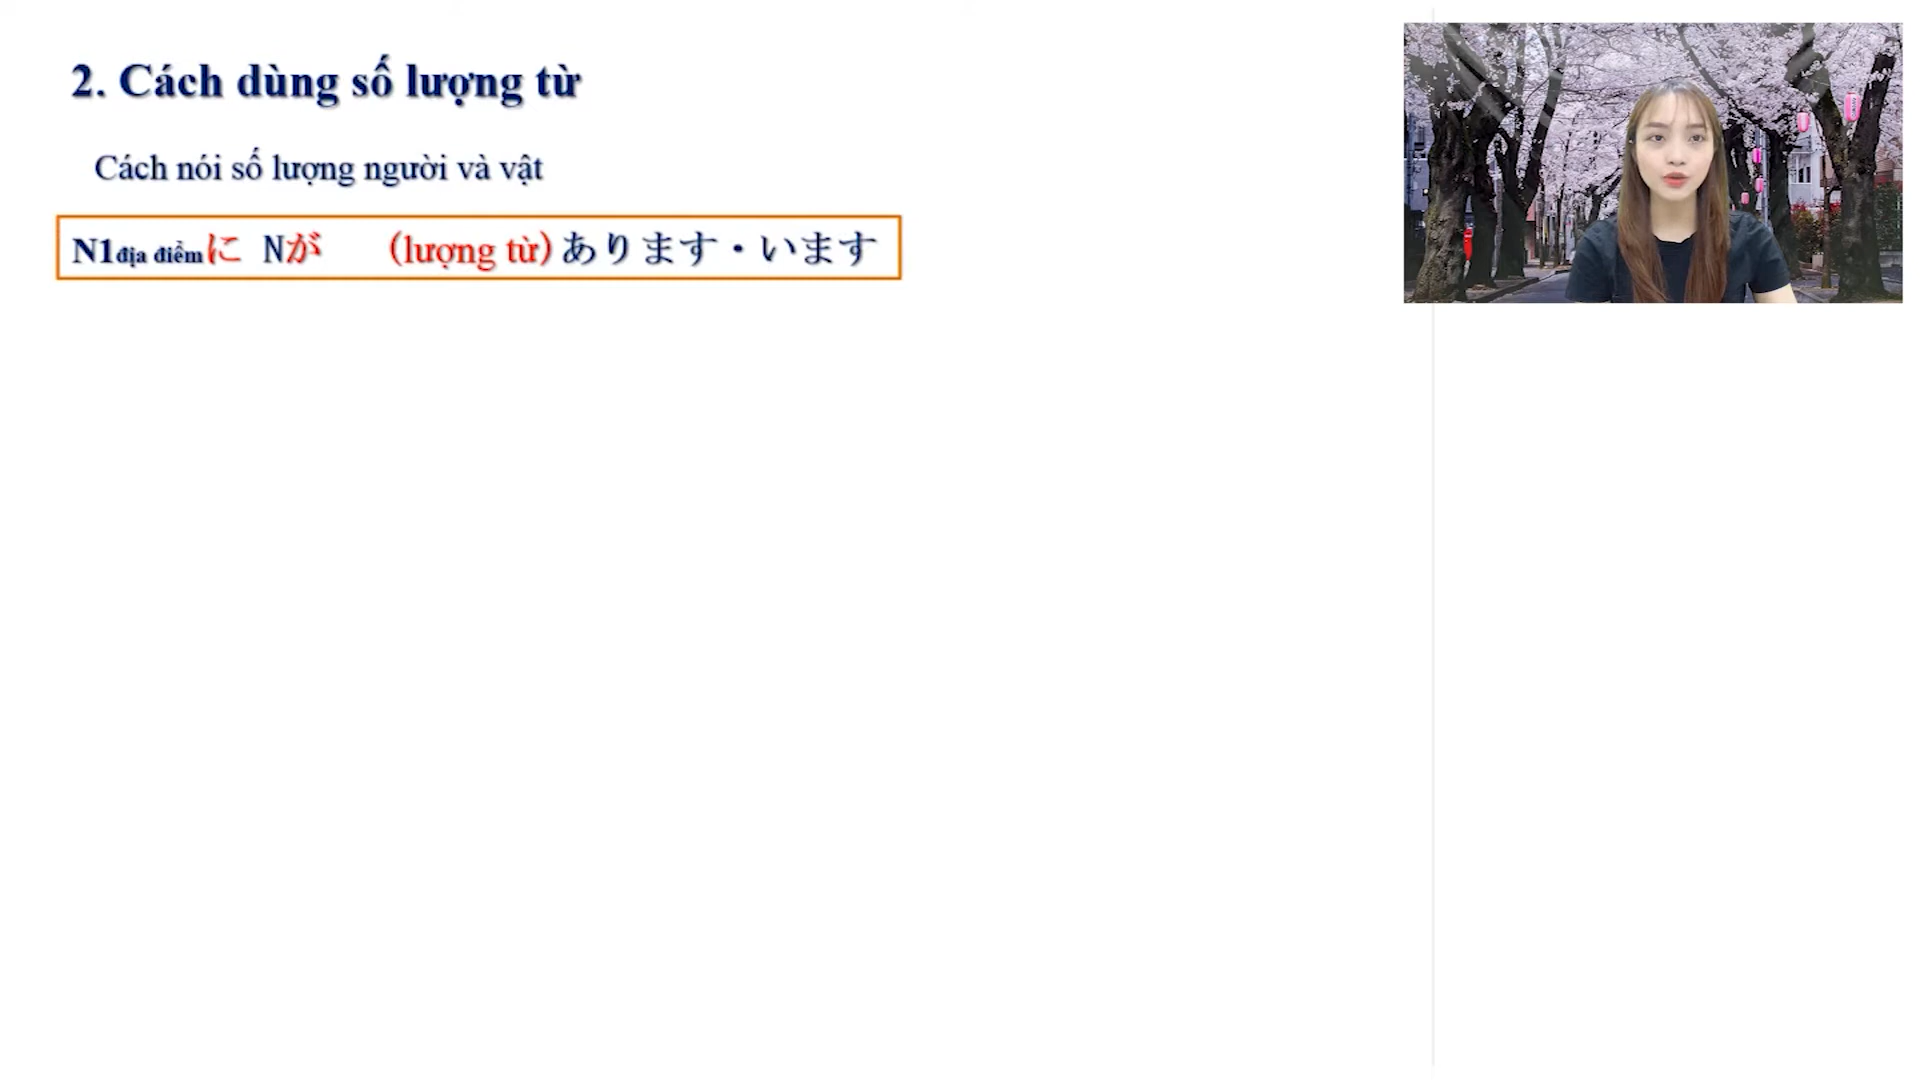 2. Cách dùng số lượng từ
Cách nói số lượng người và vật
N1địa điểmに Nが (lượng từ)あります・います